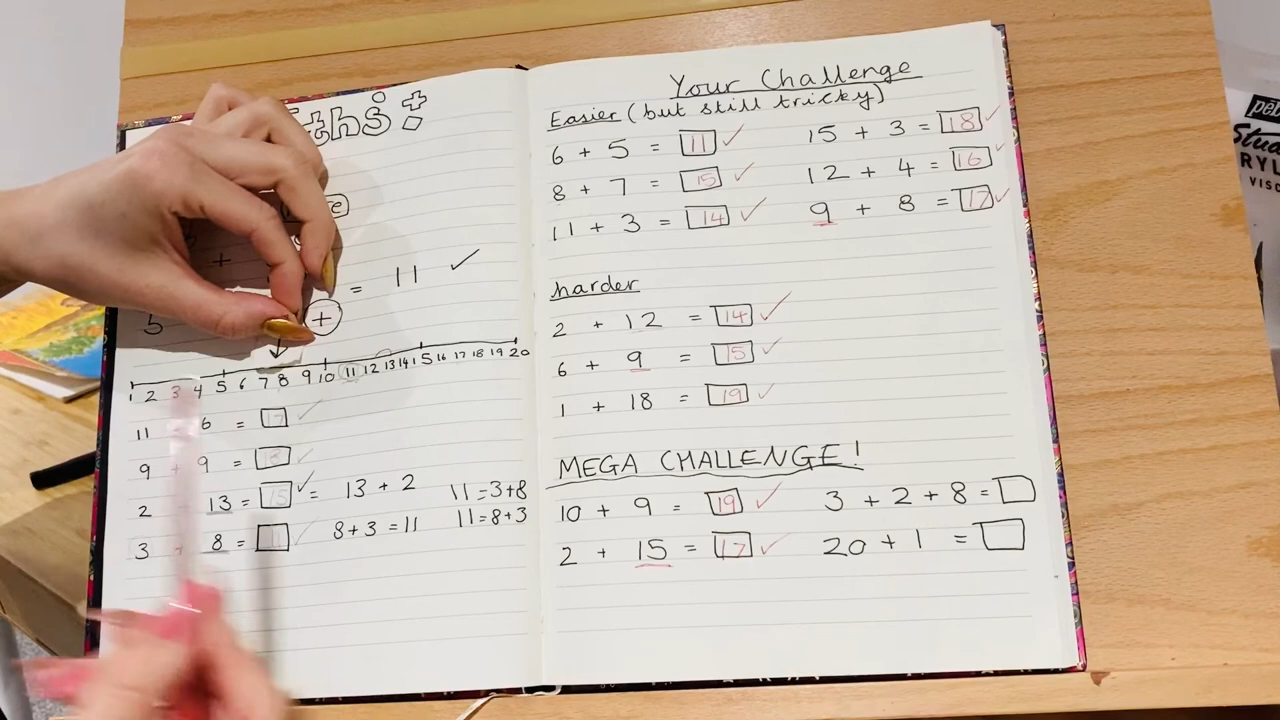 = 11 ✓
5 +
1 2 3 4 5 6 7 8 9 10 11 12 13 14 15 16 17 18 19 20
11 6 = 17 ✓
9 + 9 = 18 ✓
2 13 = 15 ✓ = 13 + 2 11 = 3+8
3 + 8 = 11 ✓ 8+3 = 11 11 = 8+3
Your Challenge
Easier (but still tricky)
6 + 5 = 11 ✓ 15 + 3 = 18 ✓
8 + 7 = 15 ✓ 12 + 4 = 16 ✓
11 + 3 = 14 ✓ 9 + 8 = 17 ✓
harder
2 + 12 = 14 ✓
6 + 9 = 15 ✓
1 + 18 = 19 ✓
MEGA CHALLENGE!
10 + 9 = 19 ✓ 3 + 2 + 8 =
2 + 15 = 17 ✓ 20 + 1 =